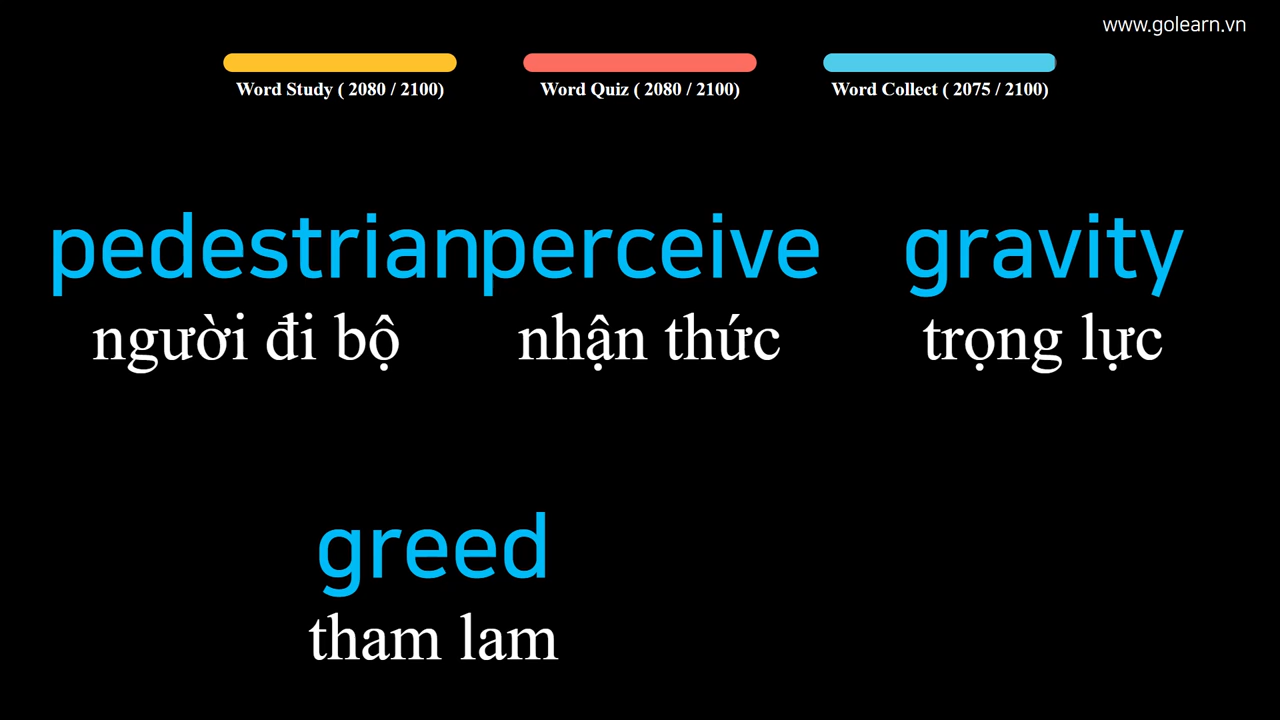 www.golearn.vn
Word Study ( 2080 / 2100)
Word Quiz ( 2080 / 2100)
Word Collect ( 2075 / 2100)
pedestrian
người đi bộ
perceive
nhận thức
gravity
trọng lực
greed
tham lam